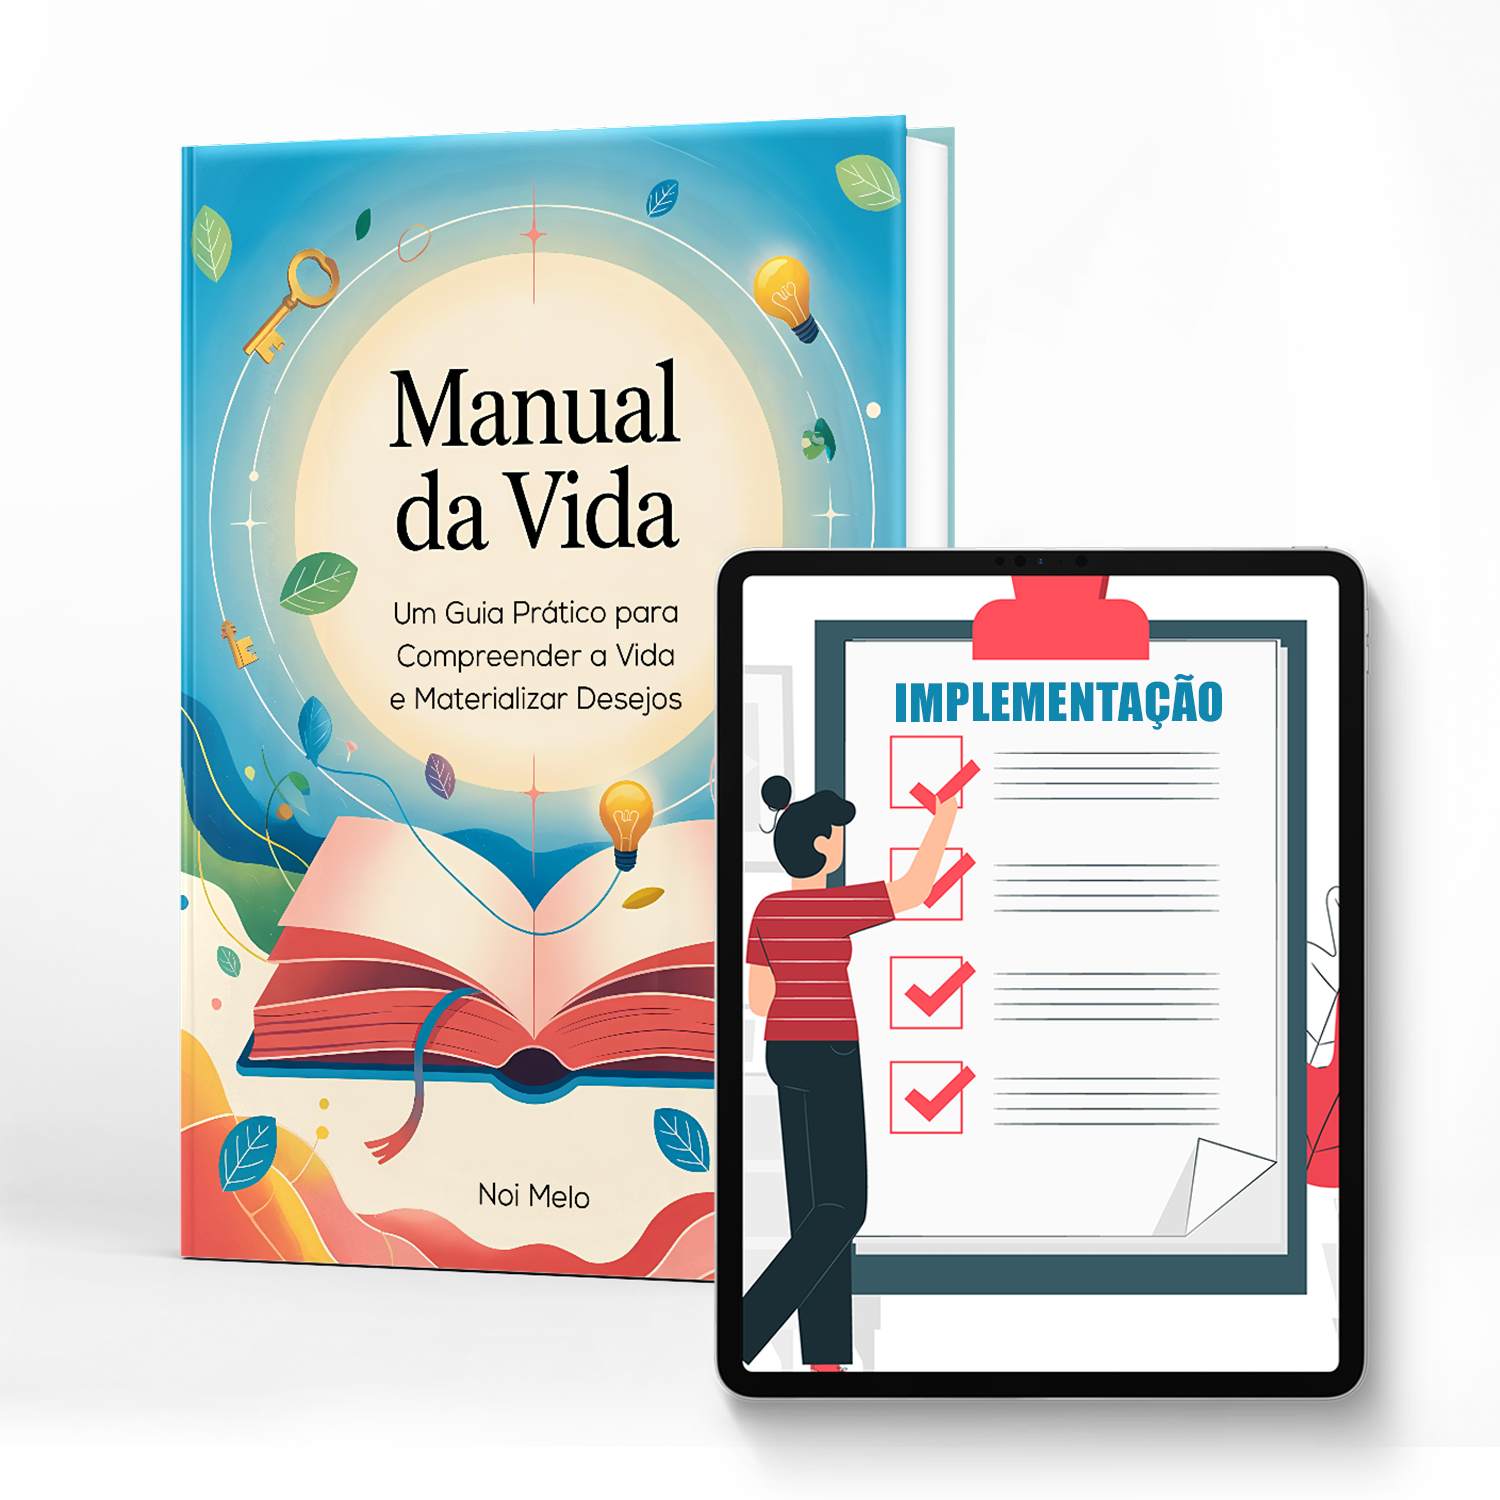 Manual
da Vida
Um Guia Prático para
Compreender a Vida
e Materializar Desejos
Noi Melo
IMPLEMENTAÇÃO